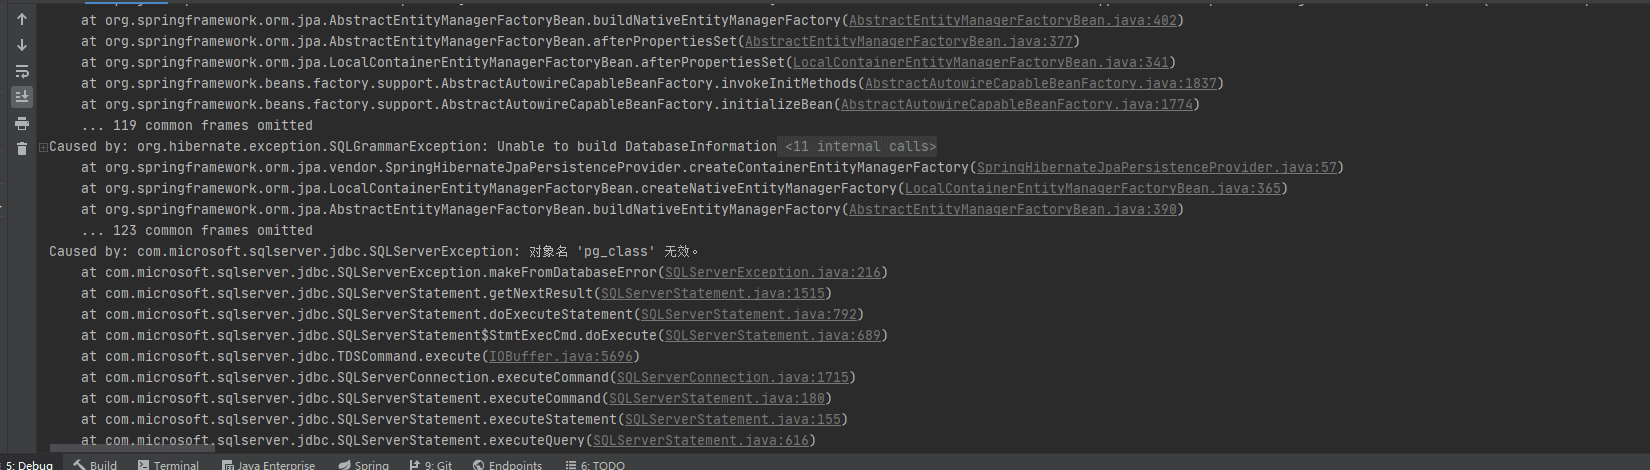 at org.springframework.orm.jpa.AbstractEntityManagerFactoryBean.buildNativeEntityManagerFactory(AbstractEntityManagerFactoryBean.java:402)
at org.springframework.orm.jpa.AbstractEntityManagerFactoryBean.afterPropertiesSet(AbstractEntityManagerFactoryBean.java:377)
at org.springframework.orm.jpa.LocalContainerEntityManagerFactoryBean.afterPropertiesSet(LocalContainerEntityManagerFactoryBean.java:341)
at org.springframework.beans.factory.support.AbstractAutowireCapableBeanFactory.invokeInitMethods(AbstractAutowireCapableBeanFactory.java:1837)
at org.springframework.beans.factory.support.AbstractAutowireCapableBeanFactory.initializeBean(AbstractAutowireCapableBeanFactory.java:1774)
... 119 common frames omitted
Caused by: org.hibernate.exception.SQLGrammarException: Unable to build DatabaseInformation <11 internal calls>
at org.springframework.orm.jpa.vendor.SpringHibernateJpaPersistenceProvider.createContainerEntityManagerFactory(SpringHibernateJpaPersistenceProvider.java:57)
at org.springframework.orm.jpa.LocalContainerEntityManagerFactoryBean.createNativeEntityManagerFactory(LocalContainerEntityManagerFactoryBean.java:365)
at org.springframework.orm.jpa.AbstractEntityManagerFactoryBean.buildNativeEntityManagerFactory(AbstractEntityManagerFactoryBean.java:390)
... 123 common frames omitted
Caused by: com.microsoft.sqlserver.jdbc.SQLServerException: 对象名 'pg_class' 无效。
at com.microsoft.sqlserver.jdbc.SQLServerException.makeFromDatabaseError(SQLServerException.java:216)
at com.microsoft.sqlserver.jdbc.SQLServerStatement.getNextResult(SQLServerStatement.java:1515)
at com.microsoft.sqlserver.jdbc.SQLServerStatement.doExecuteStatement(SQLServerStatement.java:792)
at com.microsoft.sqlserver.jdbc.SQLServerStatement$StmtExecCmd.doExecute(SQLServerStatement.java:689)
at com.microsoft.sqlserver.jdbc.TDSCommand.execute(IOBuffer.java:5696)
at com.microsoft.sqlserver.jdbc.SQLServerConnection.executeCommand(SQLServerConnection.java:1715)
at com.microsoft.sqlserver.jdbc.SQLServerStatement.executeCommand(SQLServerStatement.java:180)
at com.microsoft.sqlserver.jdbc.SQLServerStatement.executeStatement(SQLServerStatement.java:155)
at com.microsoft.sqlserver.jdbc.SQLServerStatement.executeQuery(SQLServerStatement.java:616)
5: Debug Build Terminal Java Enterprise Spring 9: Git Endpoints 6: TODO